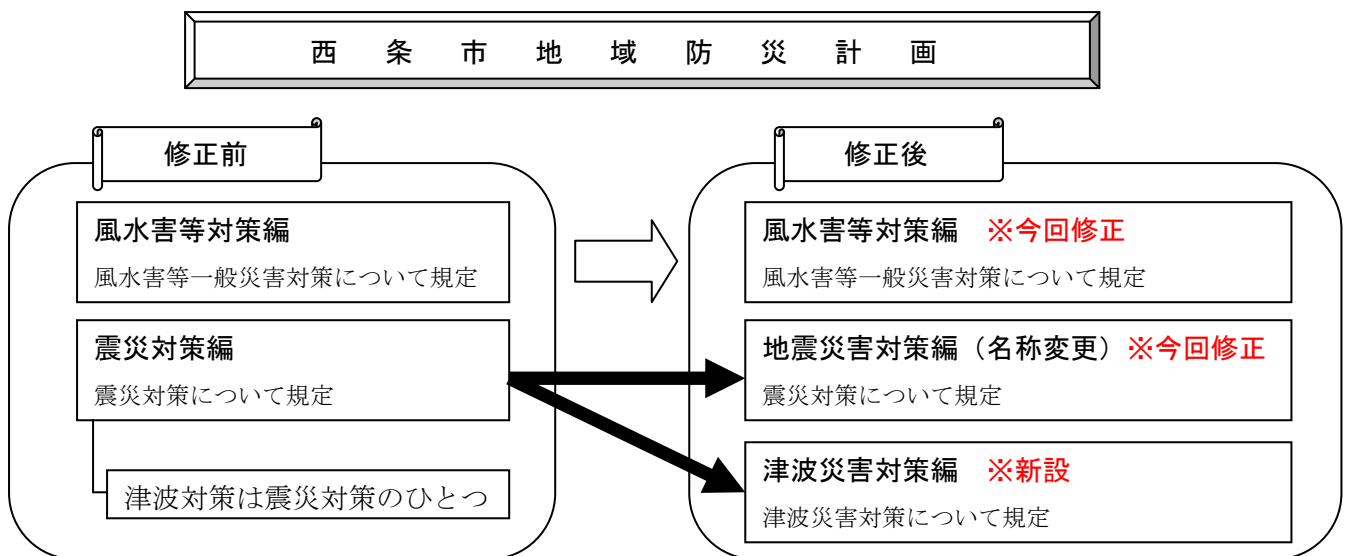 西条市地域防災計画
修正前
風水害等対策編
風水害等一般災害対策について規定
震災対策編
震災対策について規定
津波対策は震災対策のひとつ
修正後
風水害等対策編 ※今回修正
風水害等一般災害対策について規定
地震災害対策編（名称変更）※今回修正
震災対策について規定
津波災害対策編 ※新設
津波災害対策について規定